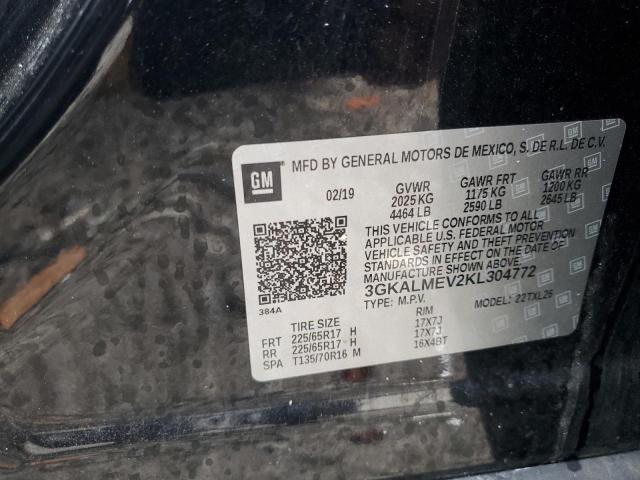 GM
MFD BY GENERAL MOTORS DE MEXICO, S. DE R.L. DE C.V.
02/19 GVWR GAWR FRT GAWR RR
2025 KG 1175 KG 1200 KG
4464 LB 2590 LB 2645 LB
THIS VEHICLE CONFORMS TO ALL
APPLICABLE U.S. FEDERAL MOTOR
VEHICLE SAFETY AND THEFT PREVENTION
STANDARDS IN EFFECT ON THE DATE OF
MANUFACTURE SHOWN ABOVE.
3GKALMEV2KL304772
TYPE: M.P.V. MODEL: 22TXL26
384A
TIRE SIZE RIM
FRT 225/65R17 H 17X7J
RR 225/65R17 H 17X7J
SPA T135/70R16 M 16X4BT